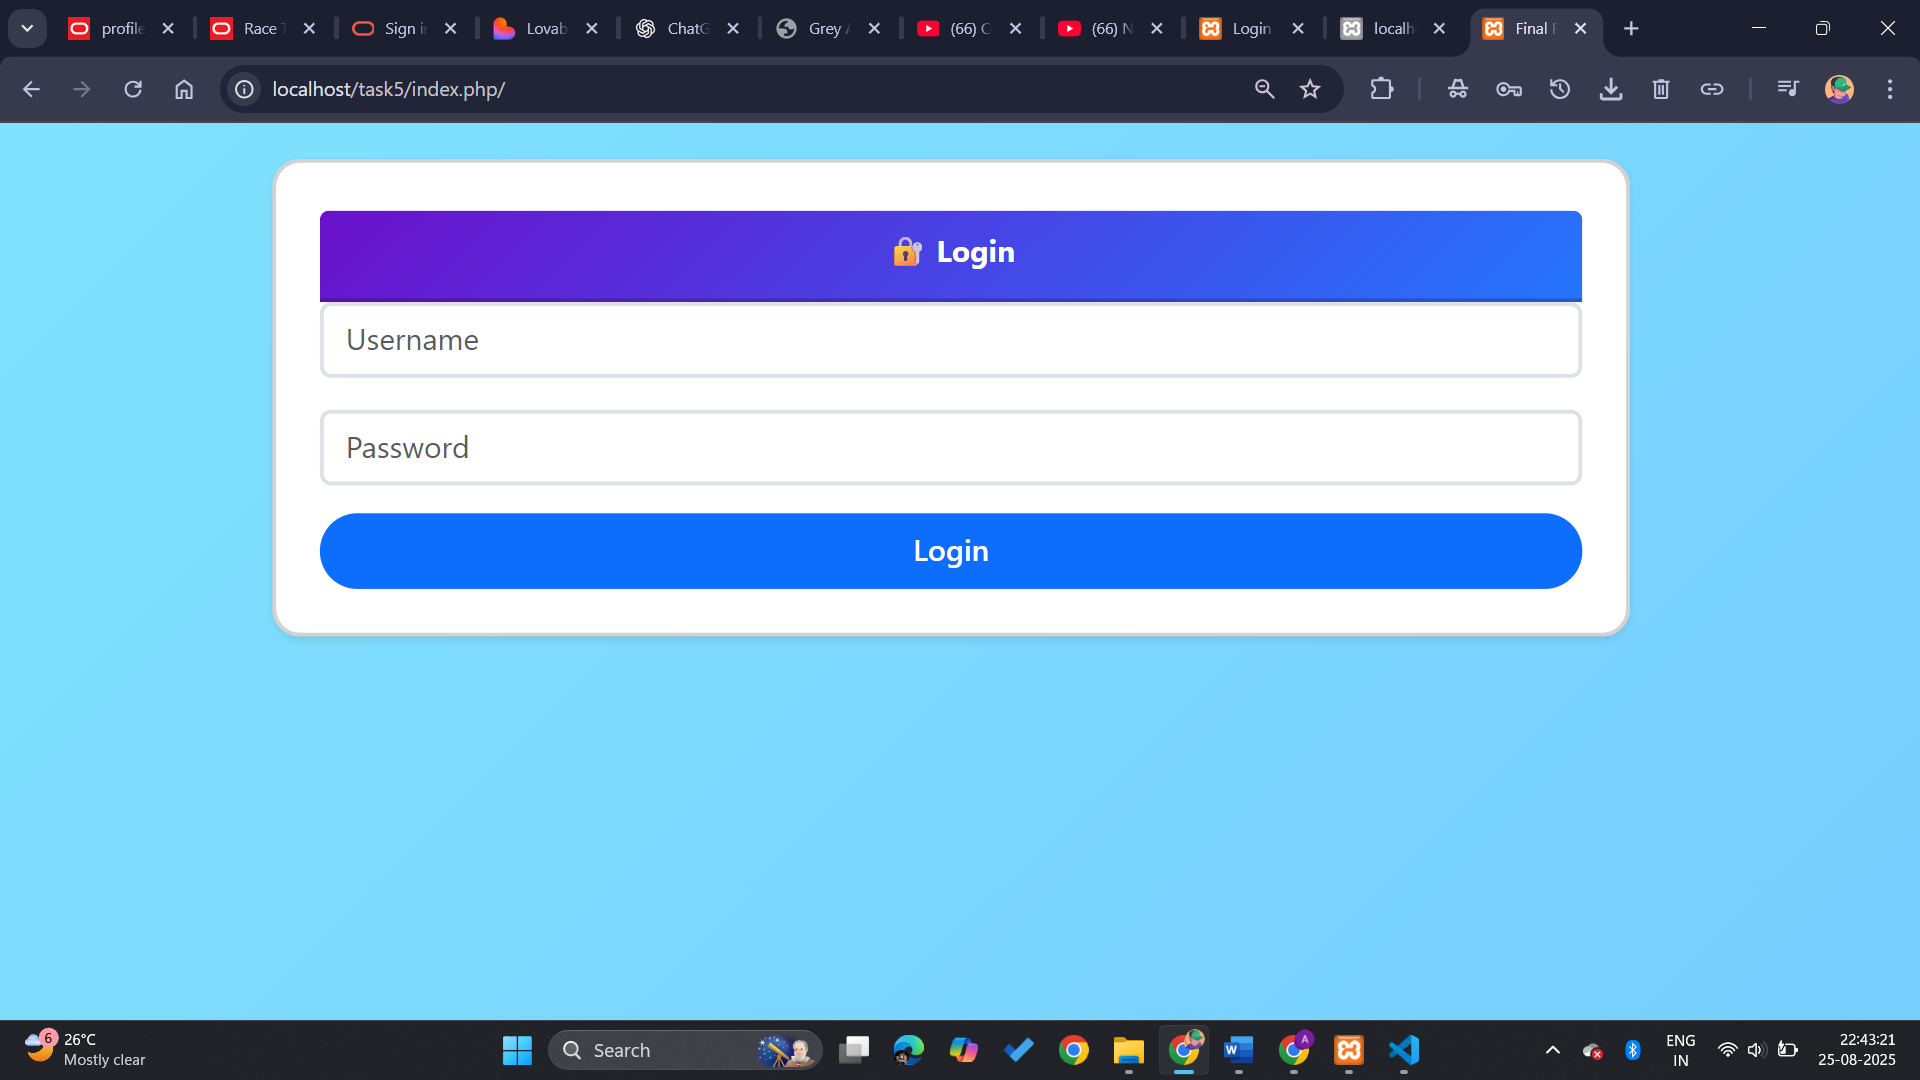 profile
Race T
Sign i
Lovab
ChatG
Grey A
(66) C
(66) N
Login
localh
Final P
localhost/task5/index.php/
Login
Username
Password
Login
6
26°C
Mostly clear
Search
A
ENG
IN
22:43:21
25-08-2025